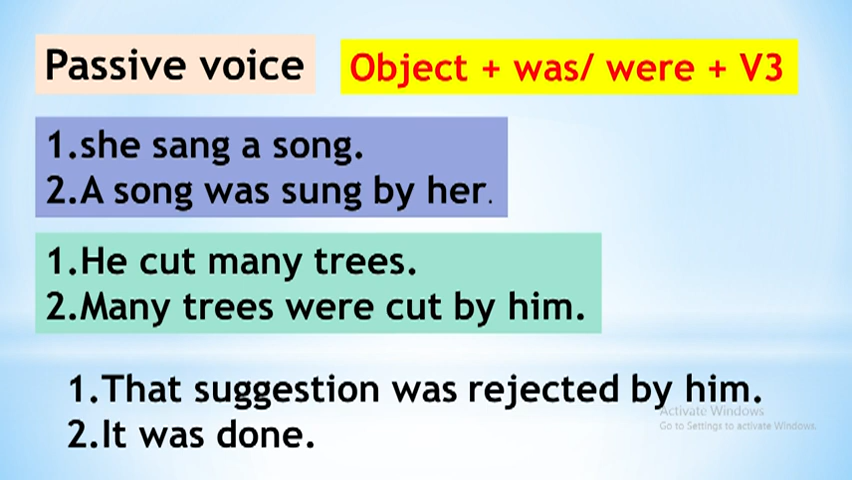 Passive voice
Object + was/ were + V3
1.she sang a song.
2.A song was sung by her.
1.He cut many trees.
2.Many trees were cut by him.
1.That suggestion was rejected by him.
2.It was done.
Activate Windows
Go to Settings to activate Windows.